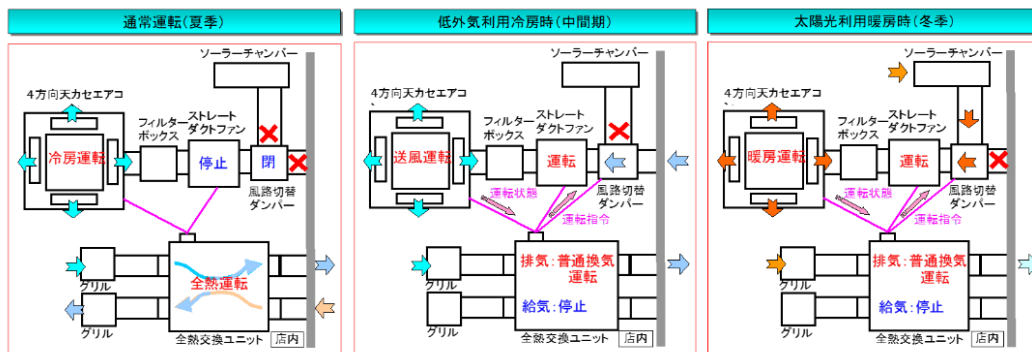 通常運転(夏季)
ソーラーチャンバー
4方向天カセエアコ
フィルター
ボックス
ストレート
ダクトファン
冷房運転
停止
閉
風路切替
ダンパー
全熱運転
グリル
グリル
全熱交換ユニット
店内
低外気利用冷房時(中間期)
ソーラーチャンバー
4方向天カセエアコ
フィルター
ボックス
ストレート
ダクトファン
送風運転
運転
運転状態
風路切替
ダンパー
運転指令
排気:普通換気
運転
給気:停止
グリル
グリル
全熱交換ユニット
店内
太陽光利用暖房時(冬季)
ソーラーチャンバー
4方向天カセエアコ
フィルター
ボックス
ストレート
ダクトファン
暖房運転
運転
運転状態
風路切替
ダンパー
運転指令
排気:普通換気
運転
給気:停止
グリル
グリル
全熱交換ユニット
店内